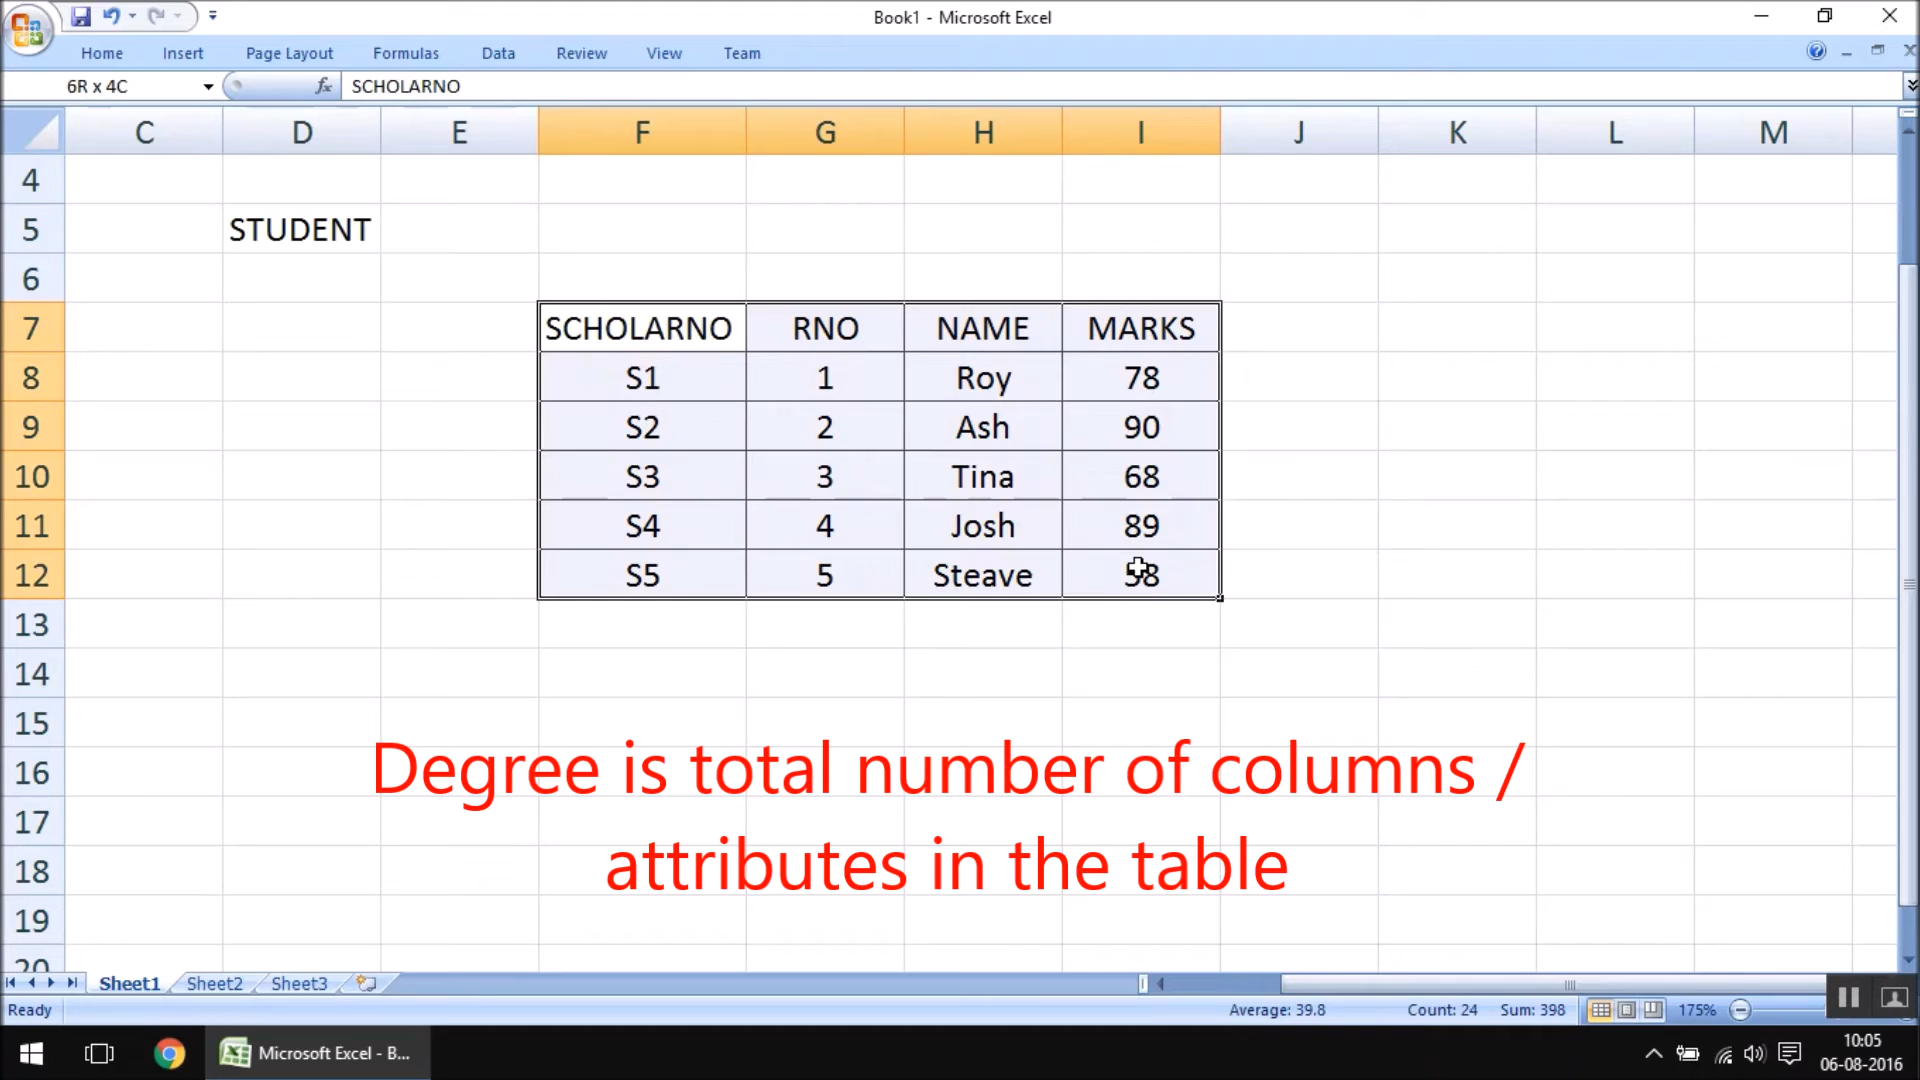 Book1 - Microsoft Excel
Home Insert Page Layout Formulas Data Review View Team
6R x 4C fx SCHOLARNO
C D E F G H I J K L M
4
5 STUDENT
6
7 SCHOLARNO RNO NAME MARKS
8 S1 1 Roy 78
9 S2 2 Ash 90
10 S3 3 Tina 68
11 S4 4 Josh 89
12 S5 5 Steave 58
13
14
15
16
17
18
19
20
Degree is total number of columns /
attributes in the table
Sheet1 Sheet2 Sheet3
Ready Average: 39.8 Count: 24 Sum: 398 175%
Microsoft Excel - B... 10:05
06-08-2016